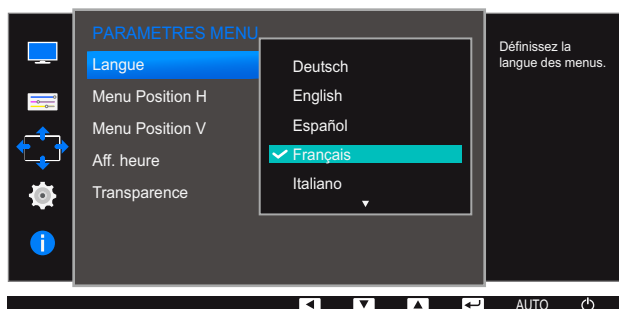 PARAMETRES MENU
Langue
Menu Position H
Menu Position V
Aff. heure
Transparence
Deutsch
English
Español
Français
Italiano
Définissez la
langue des menus.
AUTO